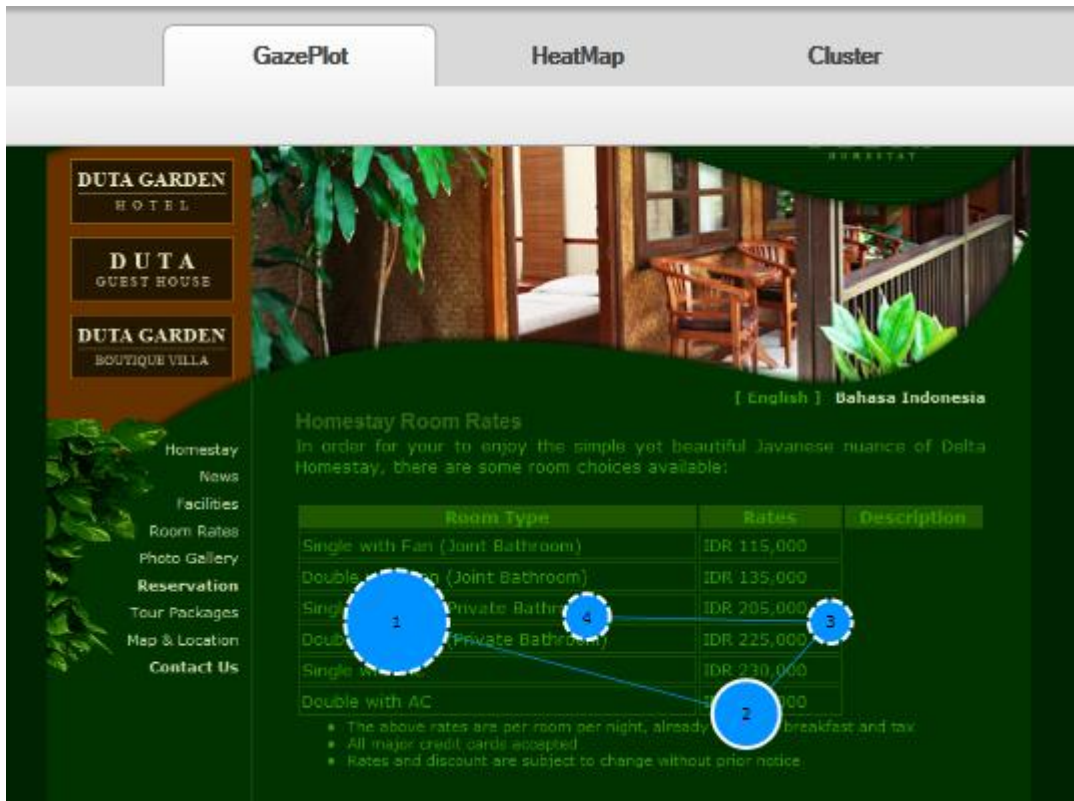 GazePlot HeatMap Cluster
HOMESTAY
DUTA GARDEN
HOTEL
DUTA
GUEST HOUSE
DUTA GARDEN
BOUTIQUE VILLA
[ English ] Bahasa Indonesia
Homestay
News
Facilities
Room Rates
Photo Gallery
Reservation
Tour Packages
Map & Location
Contact Us
Homestay Room Rates
In order for your to enjoy the simple yet beautiful Javanese nuance of Delta
Homestay, there are some room choices available:
Room Type Rates Description
Single with Fan (Joint Bathroom) IDR 115,000
Double (Joint Bathroom) IDR 135,000
(Private IDR 205,000
(Private Bathroom) IDR 225,000
Single IDR 230,000
Double with AC
The above rates are per room per night, already breakfast and tax
All major credit cards accepted
Rates and discount are subject to change without prior notice
1
2
3
4